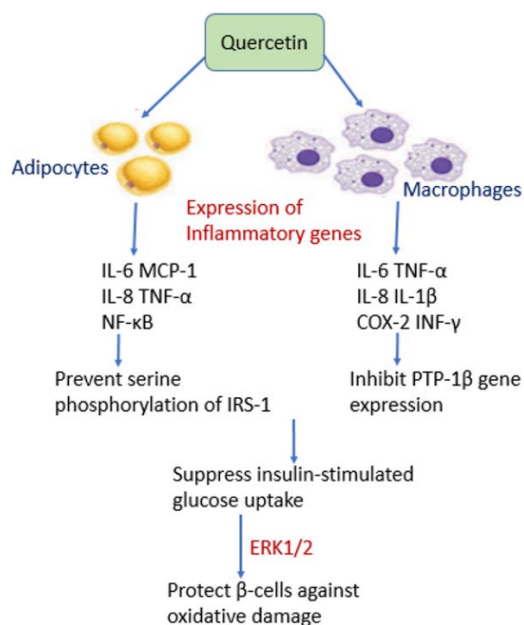 Quercetin
Adipocytes
Macrophages
Expression of
Inflammatory genes
IL-6 MCP-1
IL-8 TNF-α
NF-κB
IL-6 TNF-α
IL-8 IL-1β
COX-2 INF-γ
Prevent serine
phosphorylation of IRS-1
Inhibit PTP-1β gene
expression
Suppress insulin-stimulated
glucose uptake
ERK1/2
Protect β-cells against
oxidative damage